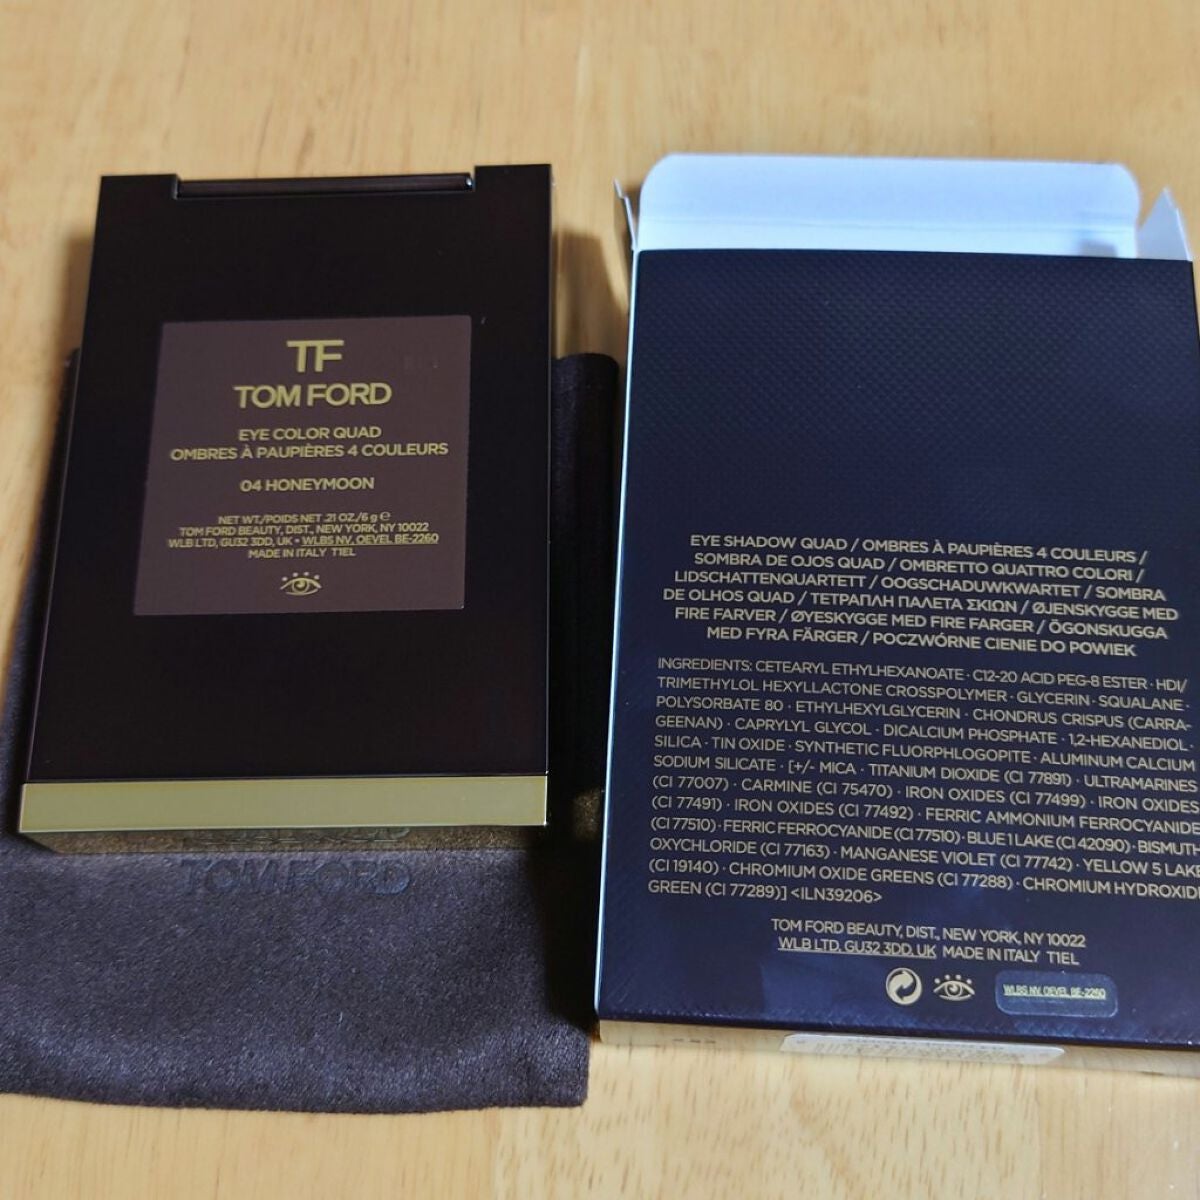 TF
TOM FORD
EYE COLOR QUAD
OMBRES À PAUPIÈRES 4 COULEURS
04 HONEYMOON
NET WT./POIDS NET .21 OZ./6 g ℮
TOM FORD BEAUTY, DIST., NEW YORK, NY 10022
WLB LTD, GU32 3DD, UK • WLBS NV, OEVEL BE-2260
MADE IN ITALY T1EL
TOM FORD
EYE SHADOW QUAD / OMBRES À PAUPIÈRES 4 COULEURS /
SOMBRA DE OJOS QUAD / OMBRETTO QUATTRO COLORI /
LIDSCHATTENQUARTETT / OOGSCHADUWKWARTET / SOMBRA
DE OLHOS QUAD / ΤΕΤΡΑΠΛΗ ΠΑΛΕΤΑ ΣΚΙΩΝ / ØJENSKYGGE MED
FIRE FARVER / ØYESKYGGE MED FIRE FARGER / ÖGONSKUGGA
MED FYRA FÄRGER / POCZWÓRNE CIENIE DO POWIEK
INGREDIENTS: CETEARYL ETHYLHEXANOATE · C12-20 ACID PEG-8 ESTER · HDI/
TRIMETHYLOL HEXYLLACTONE CROSSPOLYMER · GLYCERIN · SQUALANE ·
POLYSORBATE 80 · ETHYLHEXYLGLYCERIN · CHONDRUS CRISPUS (CARRA-
GEENAN) · CAPRYLYL GLYCOL · DICALCIUM PHOSPHATE · 1,2-HEXANEDIOL ·
SILICA · TIN OXIDE · SYNTHETIC FLUORPHLOGOPITE · ALUMINUM CALCIUM
SODIUM SILICATE · [+/- MICA · TITANIUM DIOXIDE (CI 77891) · ULTRAMARINES
(CI 77007) · CARMINE (CI 75470) · IRON OXIDES (CI 77499) · IRON OXIDES
(CI 77491) · IRON OXIDES (CI 77492) · FERRIC AMMONIUM FERROCYANIDE
(CI 77510) · FERRIC FERROCYANIDE (CI 77510) · BLUE 1 LAKE (CI 42090) · BISMUTH
OXYCHLORIDE (CI 77163) · MANGANESE VIOLET (CI 77742) · YELLOW 5 LAKE
(CI 19140) · CHROMIUM OXIDE GREENS (CI 77288) · CHROMIUM HYDROXIDE
GREEN (CI 77289)] <ILN39206>
TOM FORD BEAUTY, DIST., NEW YORK, NY 10022
WLB LTD. GU32 3DD. UK MADE IN ITALY T1EL
WLBS NV, OEVEL BE-2260